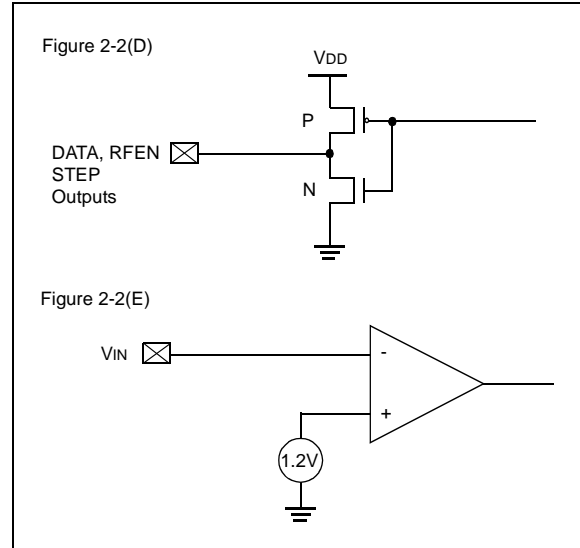 Figure 2-2(D)
VDD
P
DATA, RFEN
STEP
Outputs
N
Figure 2-2(E)
VIN
-
+
1.2V